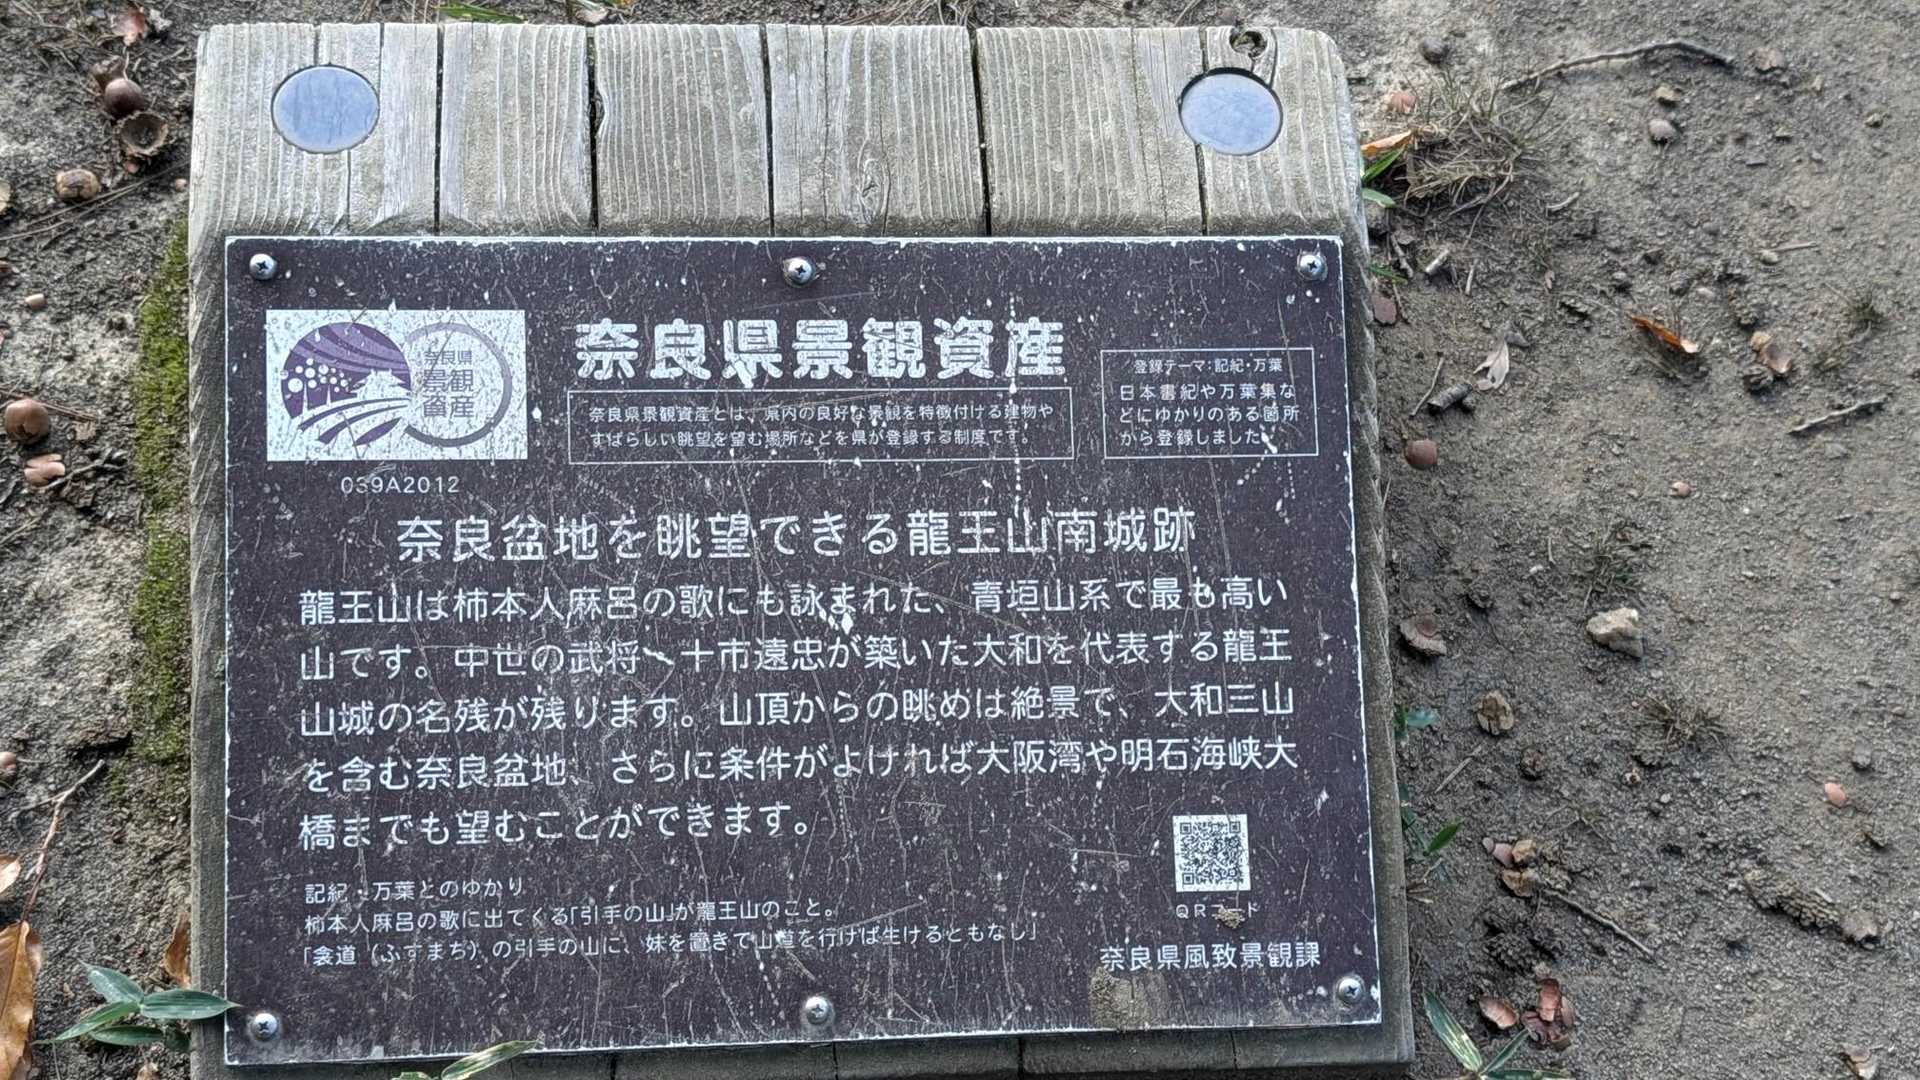 奈良県
景観
資産
039A2012
奈良県景観資産
奈良県景観資産とは、県内の良好な景観を特徴付ける建物や
すばらしい眺望を望む場所などを県が登録する制度です。
登録テーマ:記紀・万葉
日本書紀や万葉集な
どにゆかりのある箇所
から登録しました。
奈良盆地を眺望できる龍王山南城跡
龍王山は柿本人麻呂の歌にも詠まれた、青垣山系で最も高い
山です。中世の武将、十市遠忠が築いた大和を代表する龍王
山城の名残が残ります。山頂からの眺めは絶景で、大和三山
を含む奈良盆地、さらに条件がよければ大阪湾や明石海峡大
橋までも望むことができます。
記紀・万葉とのゆかり
柿本人麻呂の歌に出てくる「引手の山」が龍王山のこと。
「衾道(ふすまぢ)の引手の山に、妹を置きて山道を行けば生けるともなし」
QRコード
奈良県風致景観課